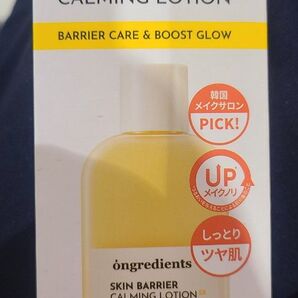 CALMING LOTION
BARRIER CARE & BOOST GLOW
韓国
メイクサロン
PICK!
UP
メイクノリ
しっとり
ツヤ肌
ongredients
SKIN BARRIER
CALMING LOTION